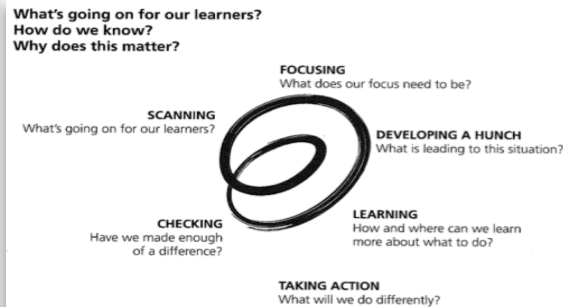 What's going on for our learners?
How do we know?
Why does this matter?
FOCUSING
What does our focus need to be?
SCANNING
What's going on for our learners?
DEVELOPING A HUNCH
What is leading to this situation?
LEARNING
How and where can we learn
more about what to do?
CHECKING
Have we made enough
of a difference?
TAKING ACTION
What will we do differently?